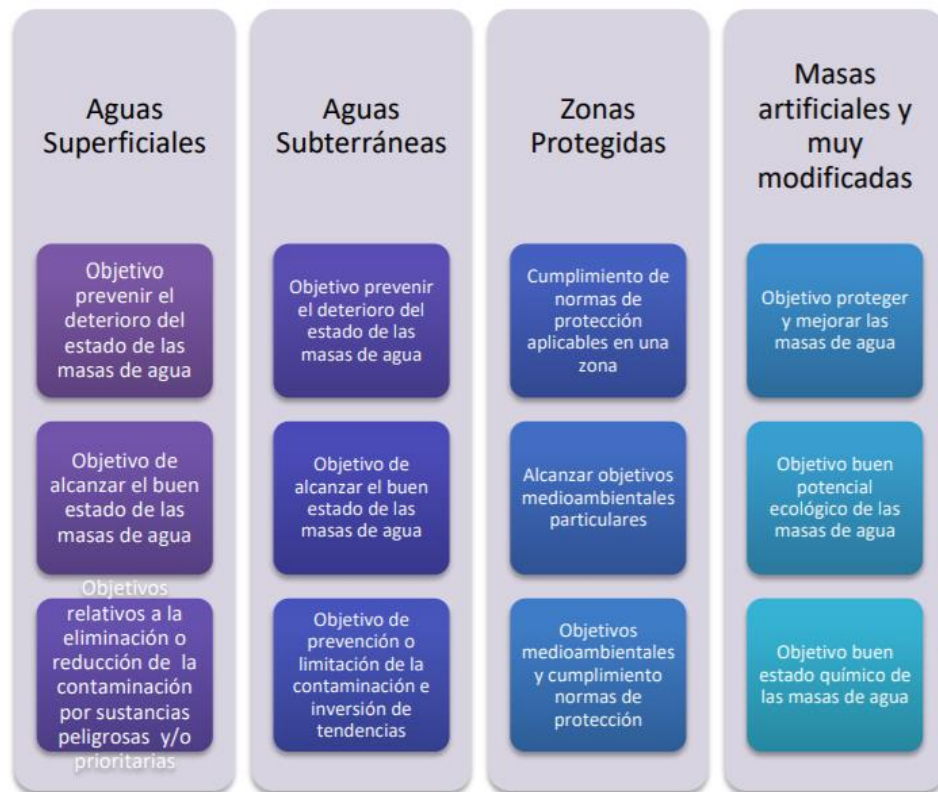 Aguas
Superficiales
Objetivo
prevenir el
deterioro del
estado de las
masas de agua
Objetivo de
alcanzar el buen
estado de las
masas de agua
Objetivos
relativos a la
eliminación o
reducción de la
contaminación
por sustancias
peligrosas y/o
prioritarias
Aguas
Subterráneas
Objetivo prevenir
el deterioro del
estado de las
masas de agua
Objetivo de
alcanzar el buen
estado de las
masas de agua
Objetivo de
prevención o
limitación de la
contaminación e
inversión de
tendencias
Zonas
Protegidas
Cumplimiento de
normas de
protección
aplicables en una
zona
Alcanzar objetivos
medioambientales
particulares
Objetivos
medioambientales
y cumplimiento
normas de
protección
Masas
artificiales y
muy
modificadas
Objetivo proteger
y mejorar las
masas de agua
Objetivo buen
potencial
ecológico de las
masas de agua
Objetivo buen
estado químico de
las masas de agua